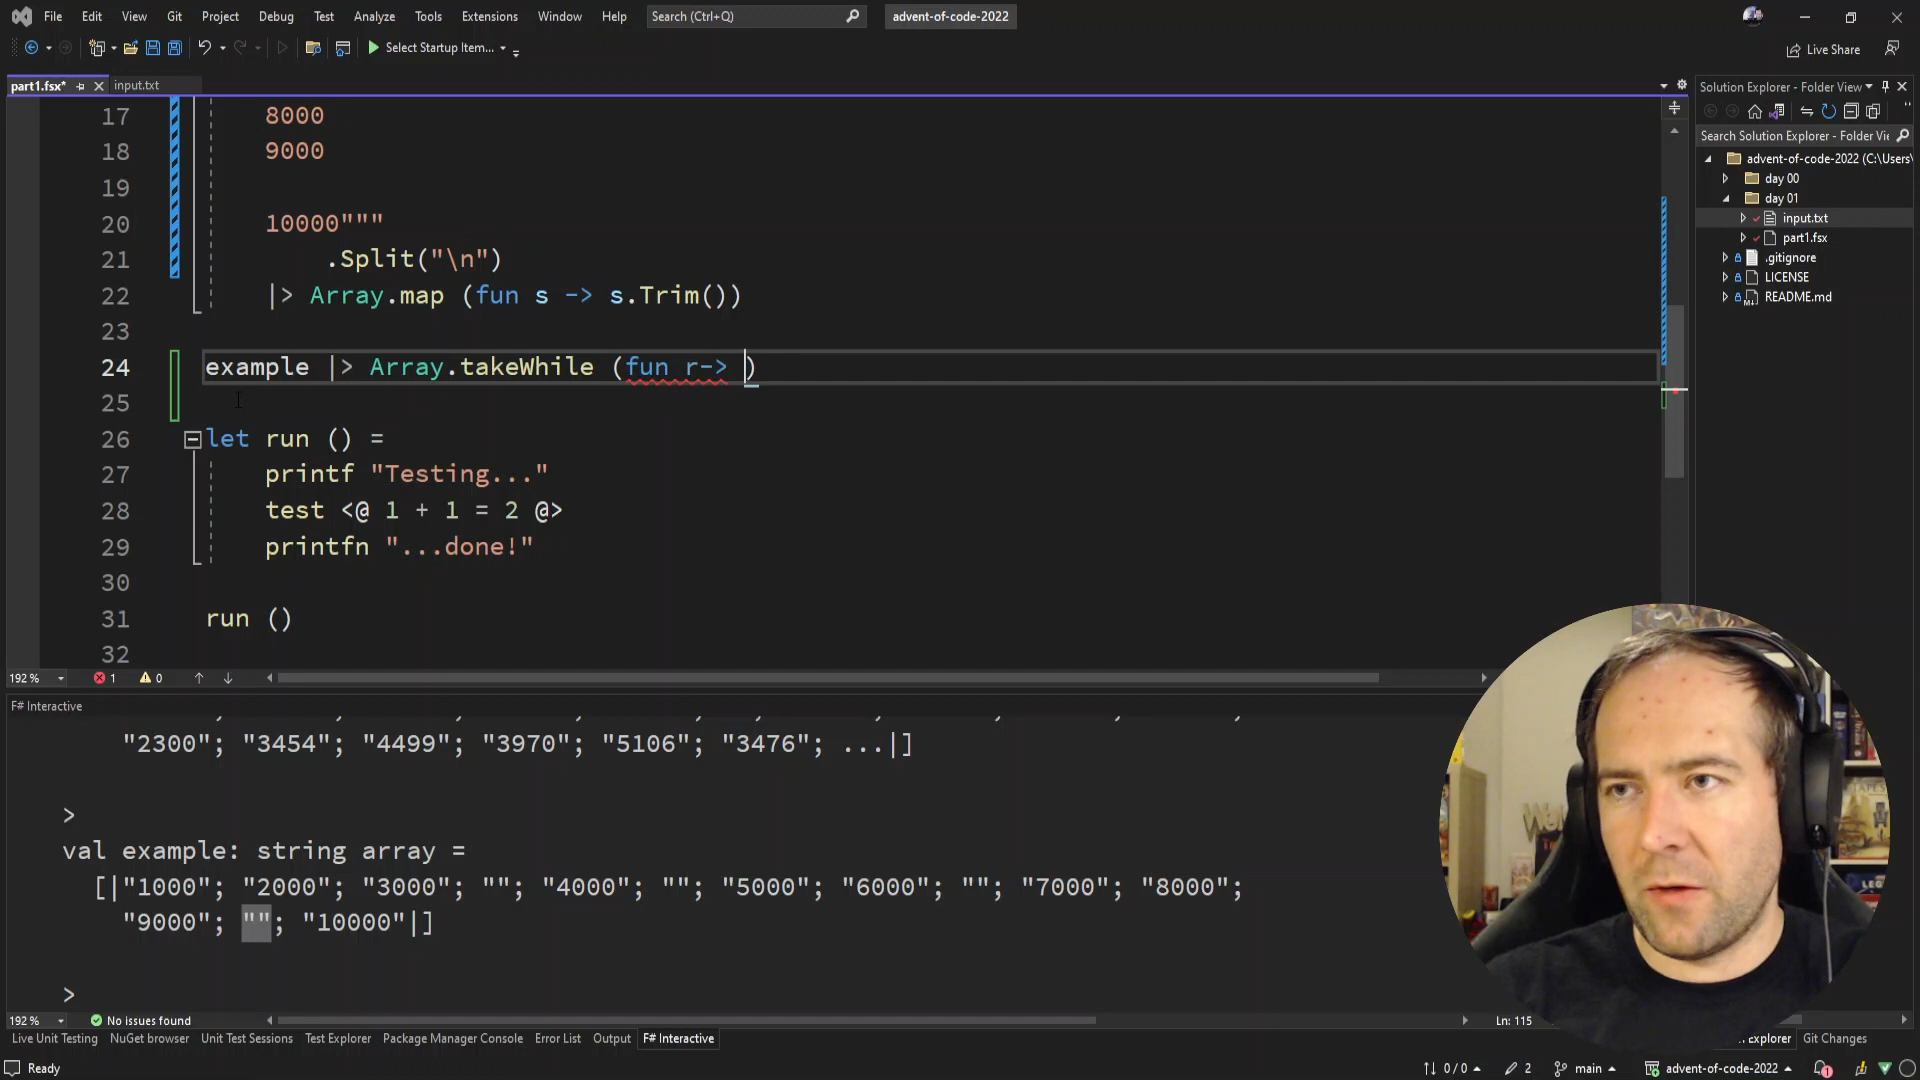 File Edit View Git Project Debug Test Analyze Tools Extensions Window Help Search (Ctrl+Q) advent-of-code-2022
Select Startup Item... Live Share
part1.fsx* input.txt
Solution Explorer - Folder View
Search Solution Explorer - Folder Vie
advent-of-code-2022 (C:\Users\
day 00
day 01
input.txt
part1.fsx
.gitignore
LICENSE
README.md
17 8000
18 9000
19
20 10000"""
21 .Split("\n")
22 |> Array.map (fun s -> s.Trim())
23
24 example |> Array.takeWhile (fun r-> )
25
26 let run () =
27 printf "Testing..."
28 test <@ 1 + 1 = 2 @>
29 printfn "...done!"
30
31 run ()
32
192 % 1 0
F# Interactive
"2300"; "3454"; "4499"; "3970"; "5106"; "3476"; ...|]
>
val example: string array =
[|"1000"; "2000"; "3000"; ""; "4000"; ""; "5000"; "6000"; ""; "7000"; "8000";
"9000"; ""; "10000"|]
>
192 % No issues found Ln: 115
Live Unit Testing NuGet browser Unit Test Sessions Test Explorer Package Manager Console Error List Output F# Interactive Explorer Git Changes
Ready 0 / 0 2 main advent-of-code-2022 1